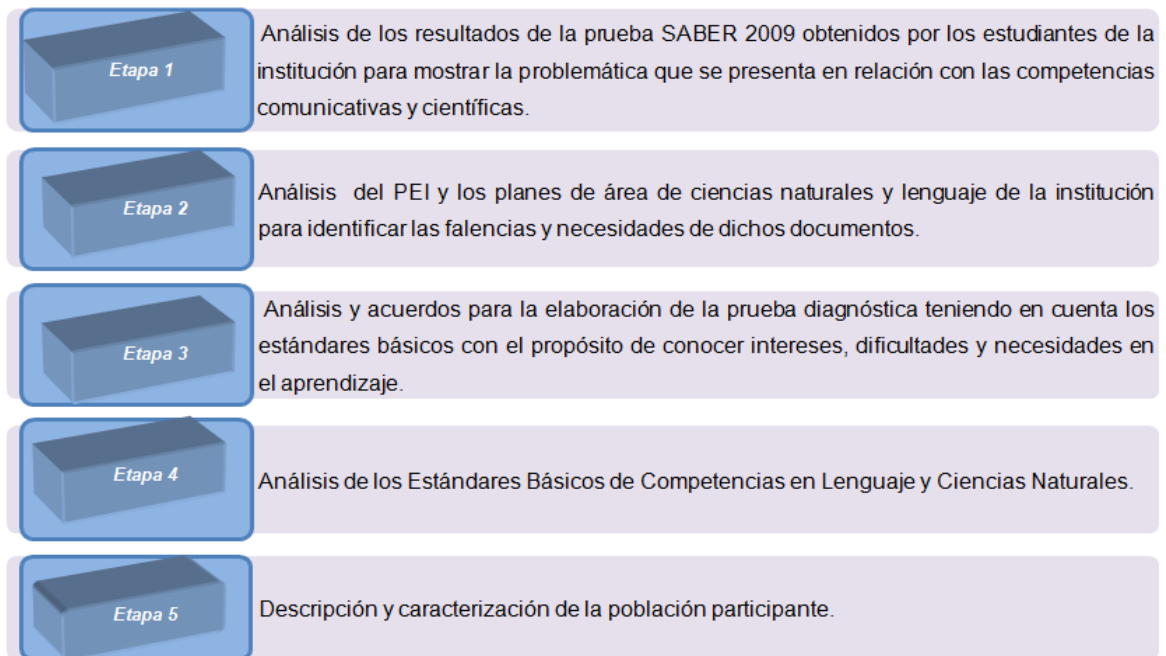 Etapa 1
Análisis de los resultados de la prueba SABER 2009 obtenidos por los estudiantes de la
institución para mostrar la problemática que se presenta en relación con las competencias
comunicativas y científicas.
Etapa 2
Análisis del PEI y los planes de área de ciencias naturales y lenguaje de la institución
para identificar las falencias y necesidades de dichos documentos.
Etapa 3
Análisis y acuerdos para la elaboración de la prueba diagnóstica teniendo en cuenta los
estándares básicos con el propósito de conocer intereses, dificultades y necesidades en
el aprendizaje.
Etapa 4
Análisis de los Estándares Básicos de Competencias en Lenguaje y Ciencias Naturales.
Etapa 5
Descripción y caracterización de la población participante.